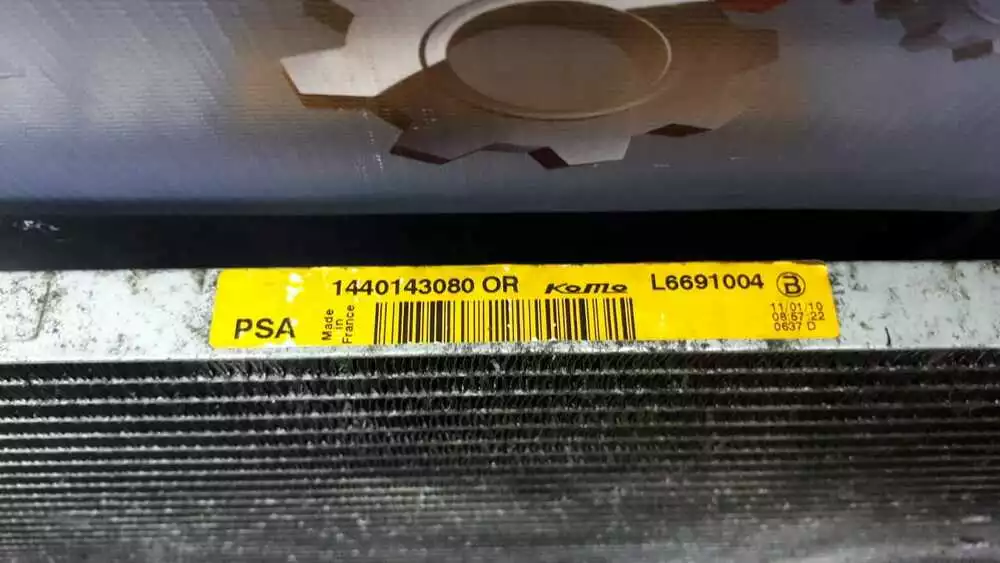 1440143080 OR KoMo L6691004 B
PSA
Made in France
11/01/10
08:57:22
0637 D